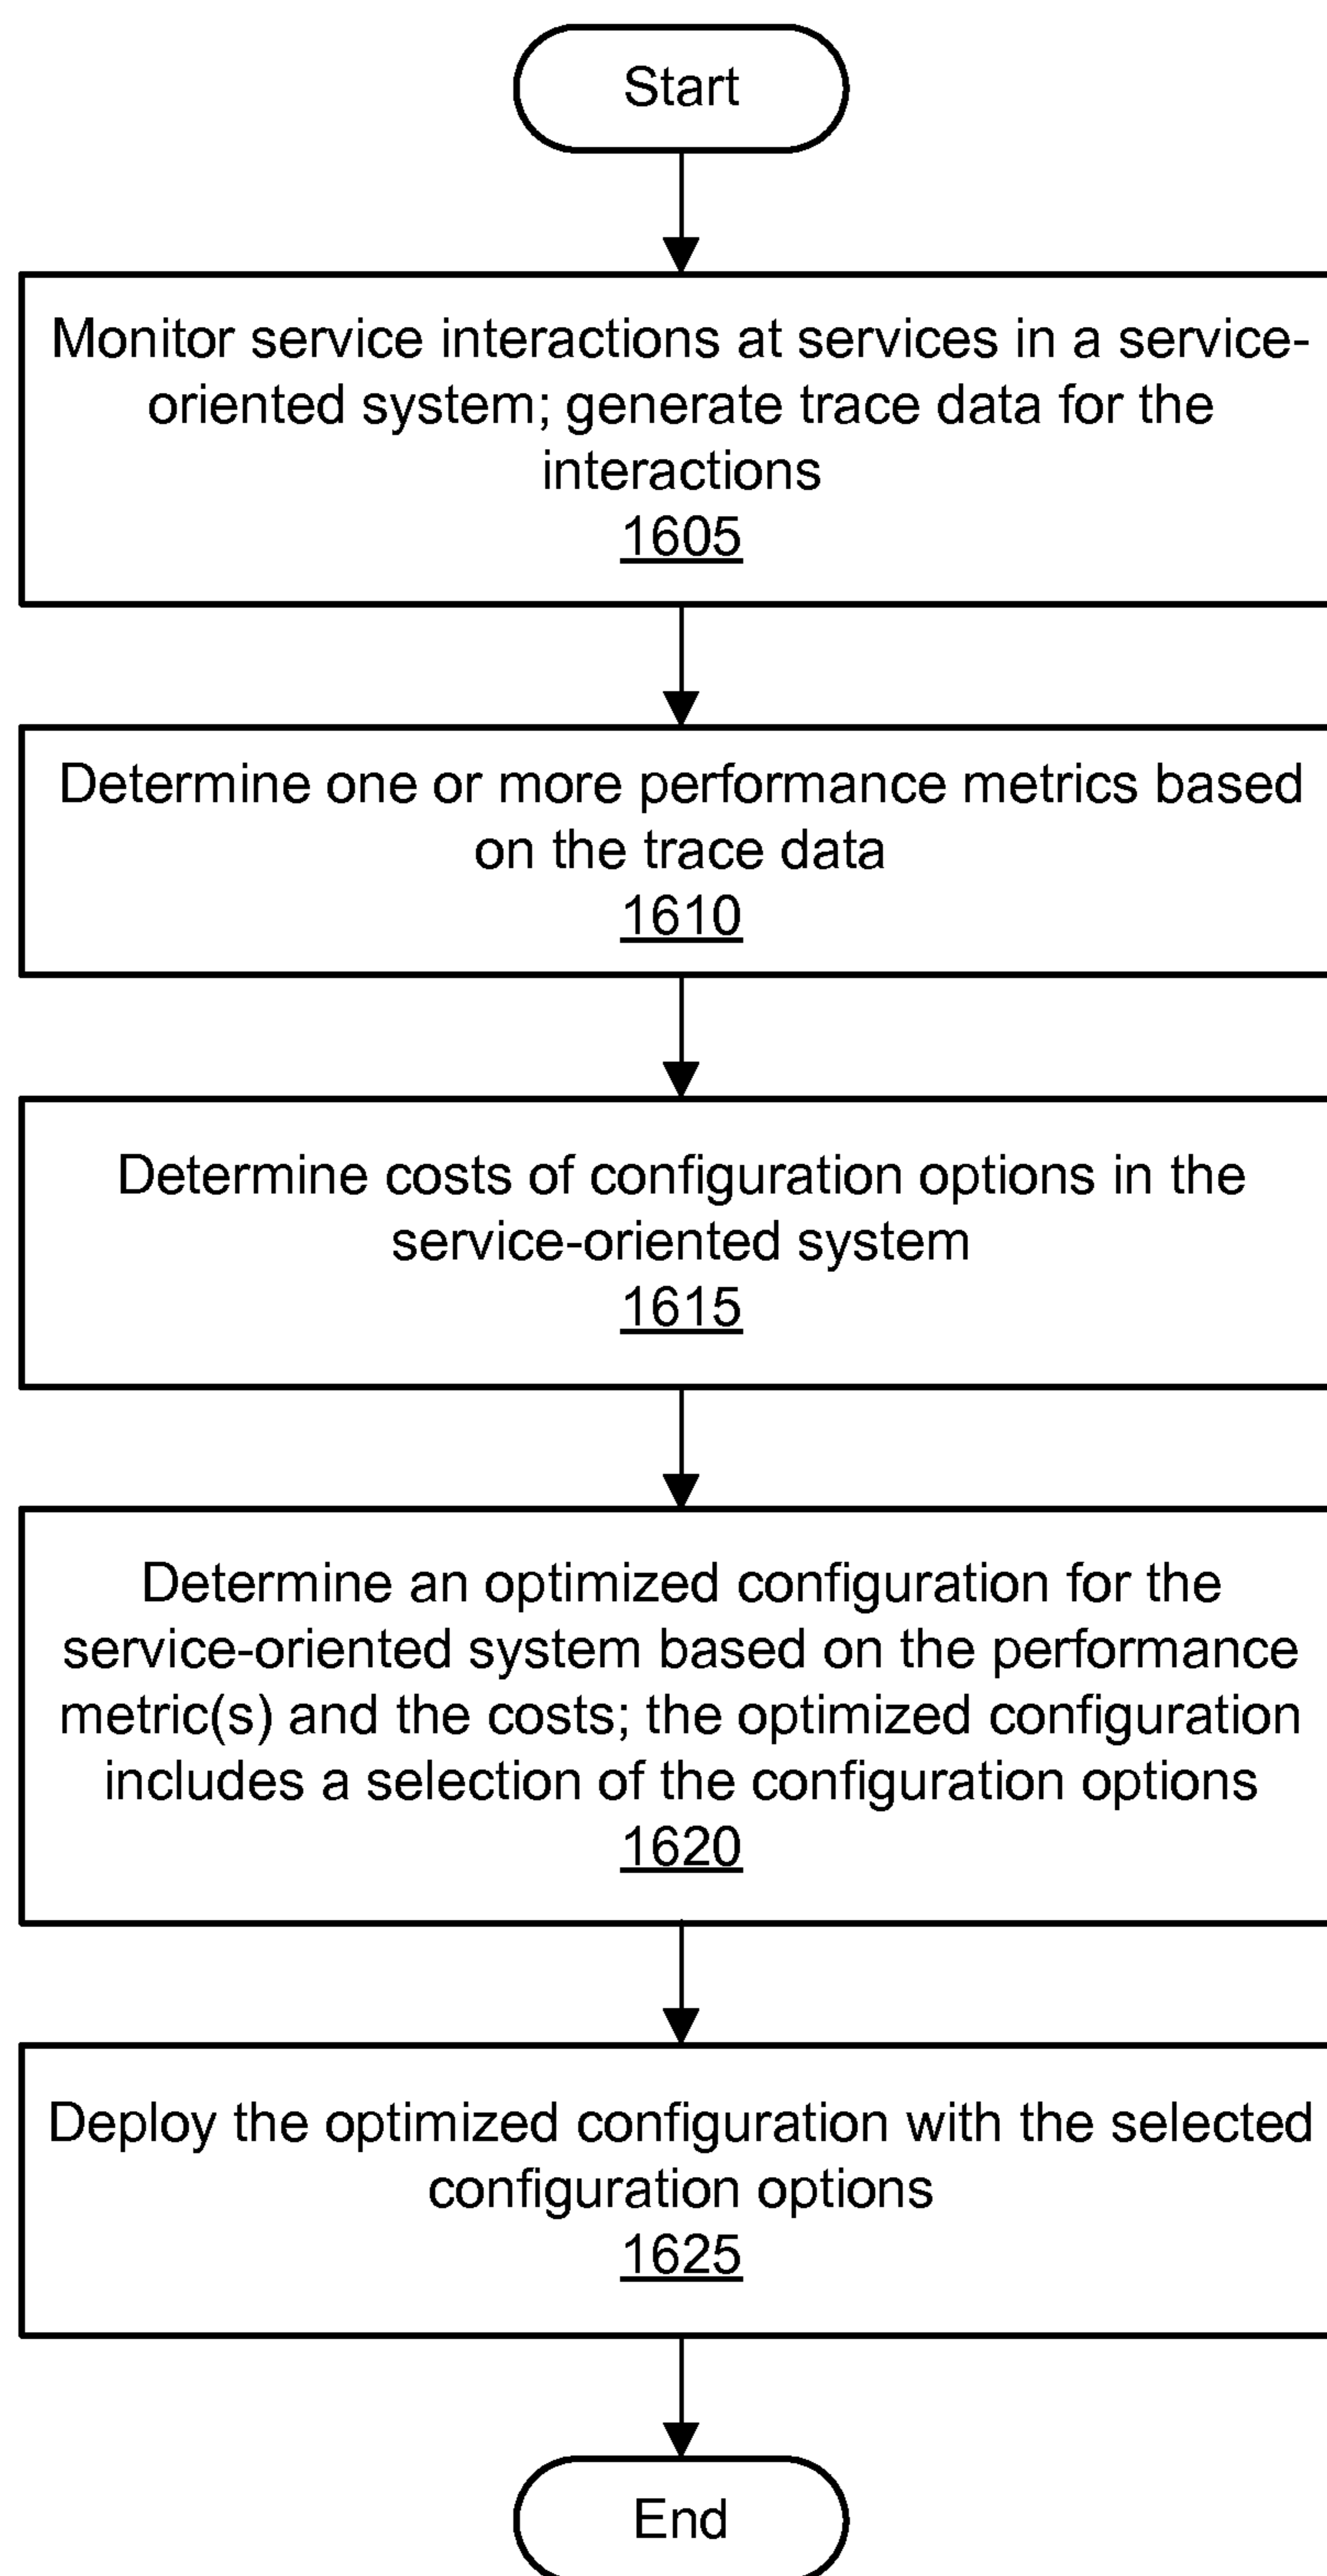 Start
Monitor service interactions at services in a service-
oriented system; generate trace data for the
interactions
1605
Determine one or more performance metrics based
on the trace data
1610
Determine costs of configuration options in the
service-oriented system
1615
Determine an optimized configuration for the
service-oriented system based on the performance
metric(s) and the costs; the optimized configuration
includes a selection of the configuration options
1620
Deploy the optimized configuration with the selected
configuration options
1625
End